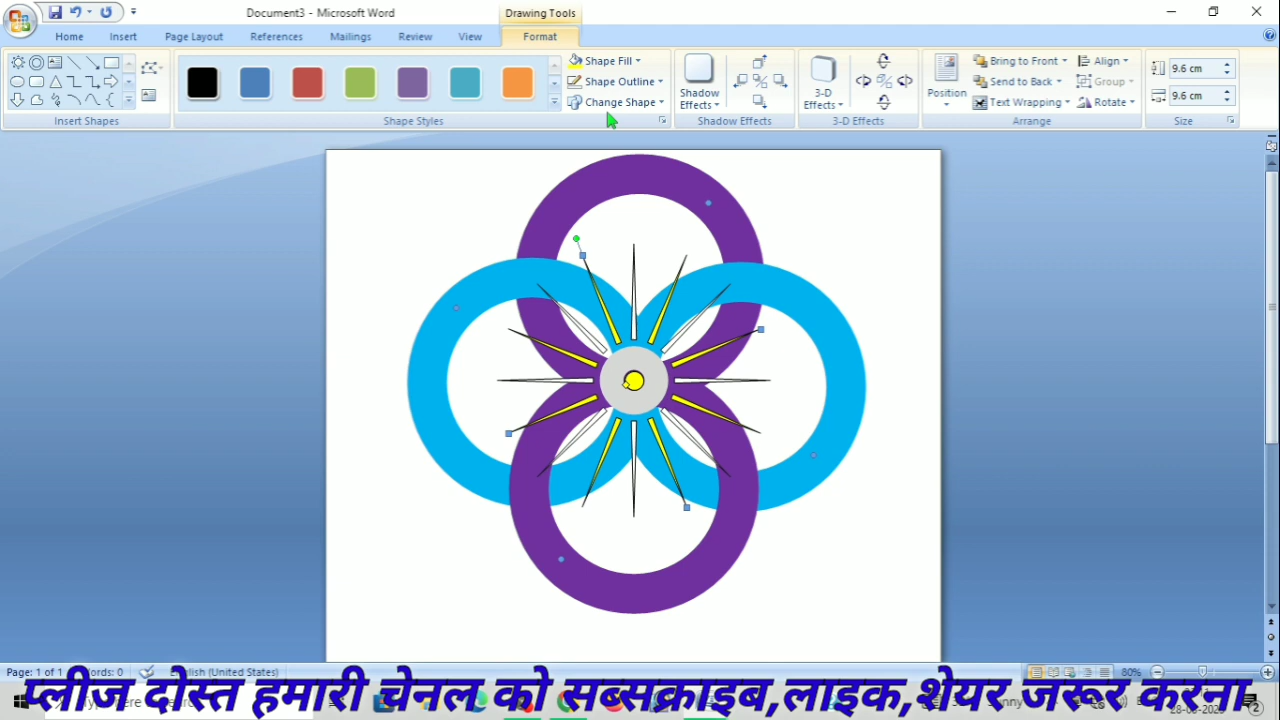 Document3 - Microsoft Word
Drawing Tools
Home Insert Page Layout References Mailings Review View Format
Shape Fill
Shape Outline
Change Shape
Shadow Effects
3-D Effects
Position
Bring to Front
Send to Back
Text Wrapping
Align
Group
Rotate
9.6 cm
9.6 cm
Insert Shapes Shape Styles Shadow Effects 3-D Effects Arrange Size
Page: 1 of 1 English (United States) 80%
प्लीज दोस्त हमारी चेनल को सब्सक्राइब,लाइक,शेयर जरूर करना